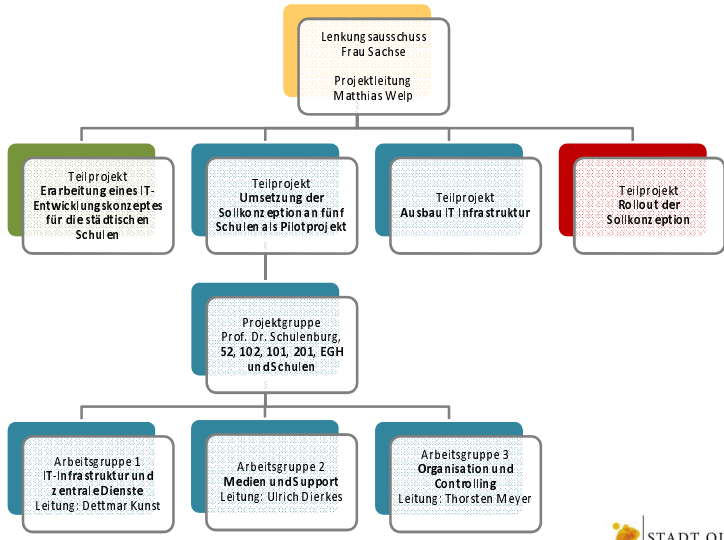 Lenkungsausschuss
Frau Sachse
Projektleitung
Matthias Welp
Teilprojekt
Erarbeitung eines IT-
Entwicklungskonzeptes
für die städtischen
Schulen
Teilprojekt
Umsetzung der
Sollkonzeption an fünf
Schulen als Pilotprojekt
Teilprojekt
Ausbau IT Infrastruktur
Teilprojekt
Rollout der
Sollkonzeption
Projektgruppe
Prof. Dr. Schulenburg,
52, 102, 101, 201, EGH
und Schulen
Arbeitsgruppe 1
IT-Infrastruktur und
zentrale Dienste
Leitung: Dettmar Kunst
Arbeitsgruppe 2
Medien und Support
Leitung: Ulrich Dierkes
Arbeitsgruppe 3
Organisation und
Controlling
Leitung: Thorsten Meyer
STADT